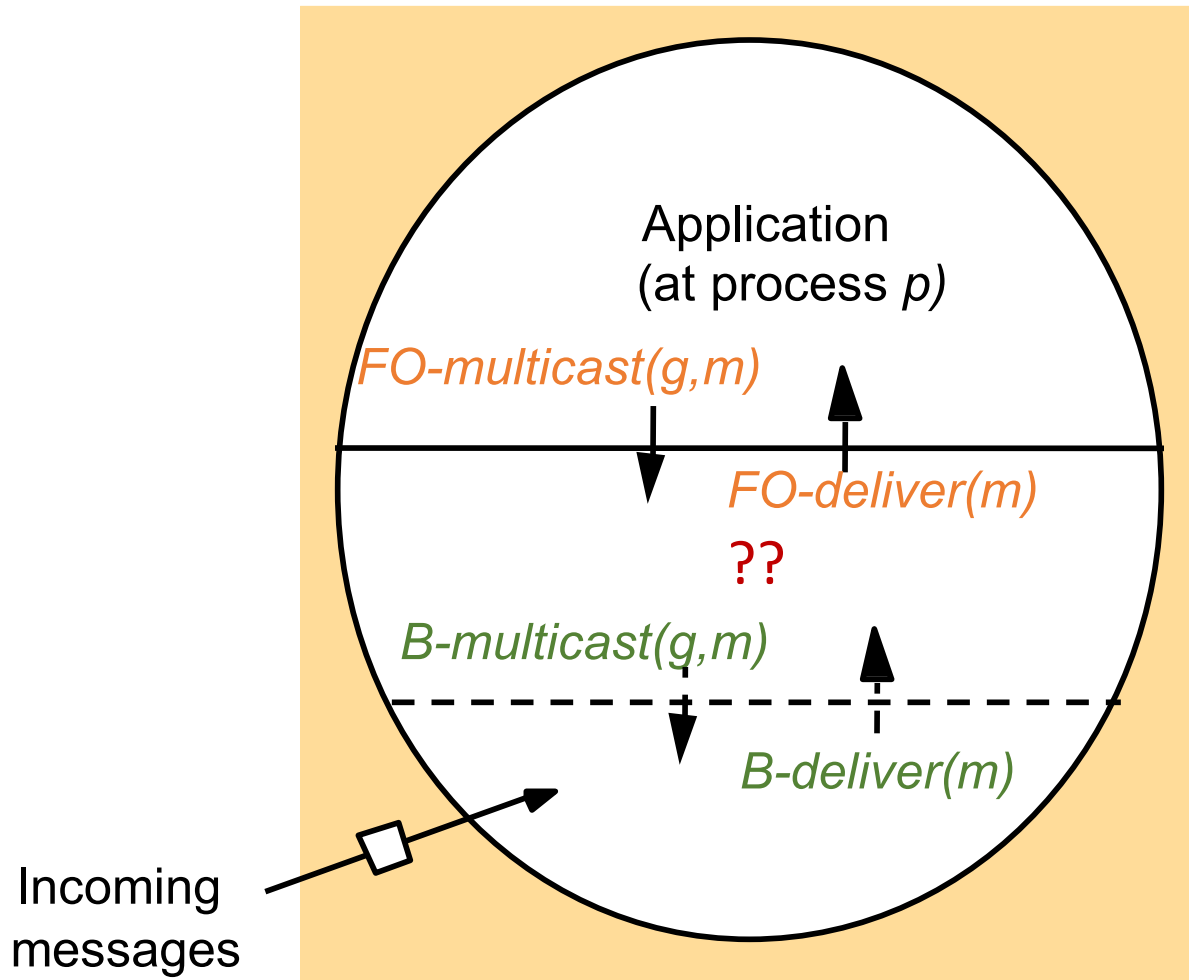 Application
(at process p)
FO-multicast(g,m)
FO-deliver(m)
??
B-multicast(g,m)
B-deliver(m)
Incoming
messages